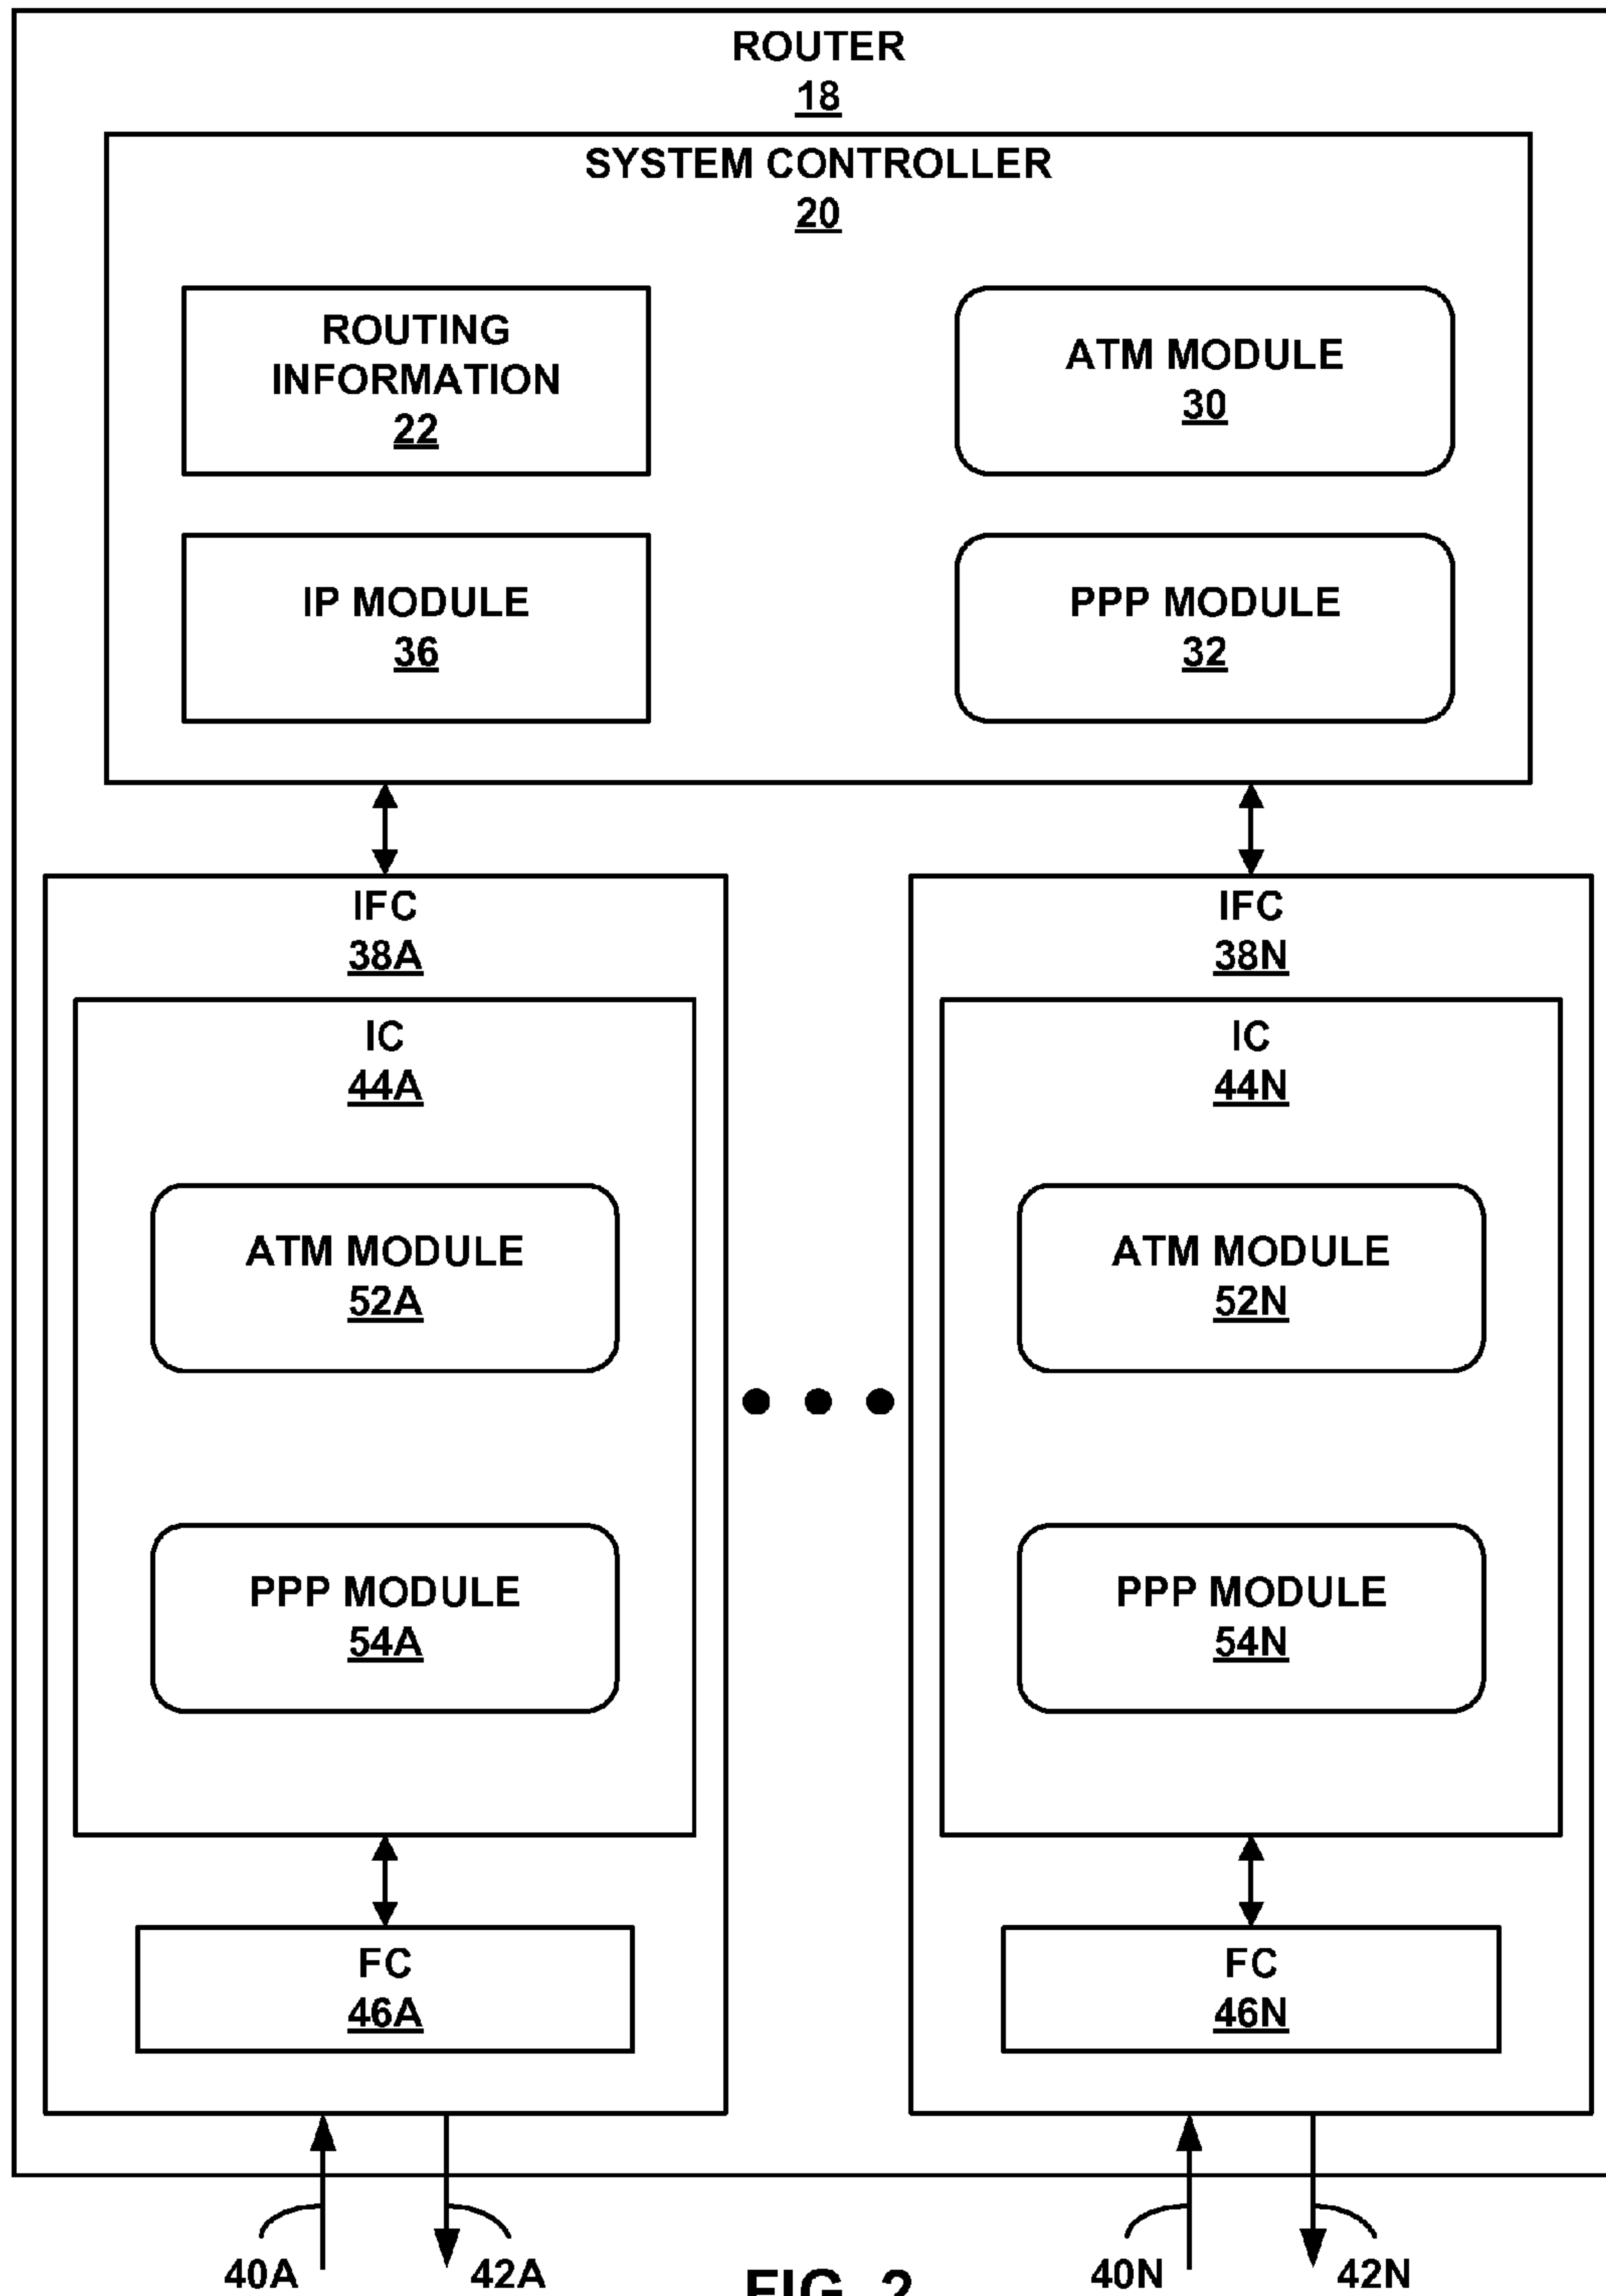 ROUTER
18
SYSTEM CONTROLLER
20
ROUTING
INFORMATION
22
ATM MODULE
30
IP MODULE
36
PPP MODULE
32
IFC
38A
IC
44A
ATM MODULE
52A
PPP MODULE
54A
FC
46A
IFC
38N
IC
44N
ATM MODULE
52N
PPP MODULE
54N
FC
46N
40A
42A
40N
42N
FIG. 2